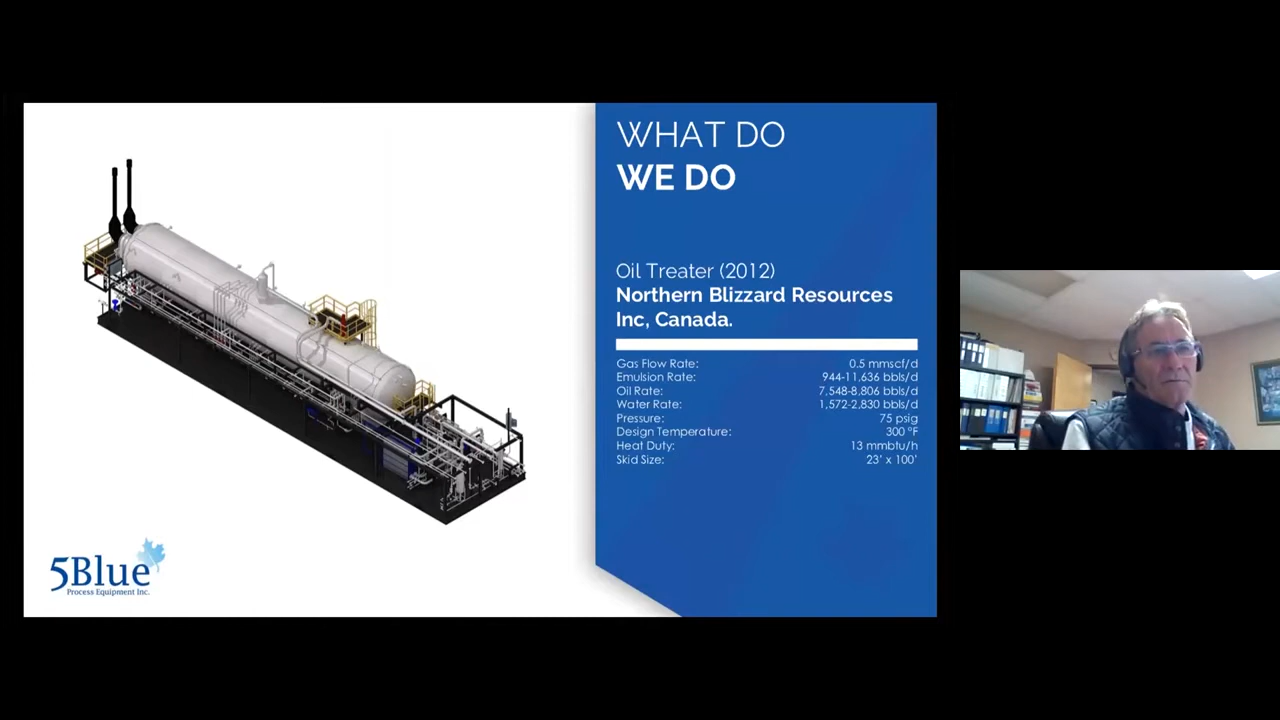 WHAT DO
WE DO
Oil Treater (2012)
Northern Blizzard Resources
Inc, Canada.
Gas Flow Rate: 0.5 mmscf/d
Emulsion Rate: 944-11,636 bbls/d
Oil Rate: 7,548-8,806 bbls/d
Water Rate: 1,572-2,830 bbls/d
Pressure: 75 psig
Design Temperature: 300 °F
Heat Duty: 13 mmbtu/h
Skid Size: 23' x 100'
5Blue
Process Equipment Inc.